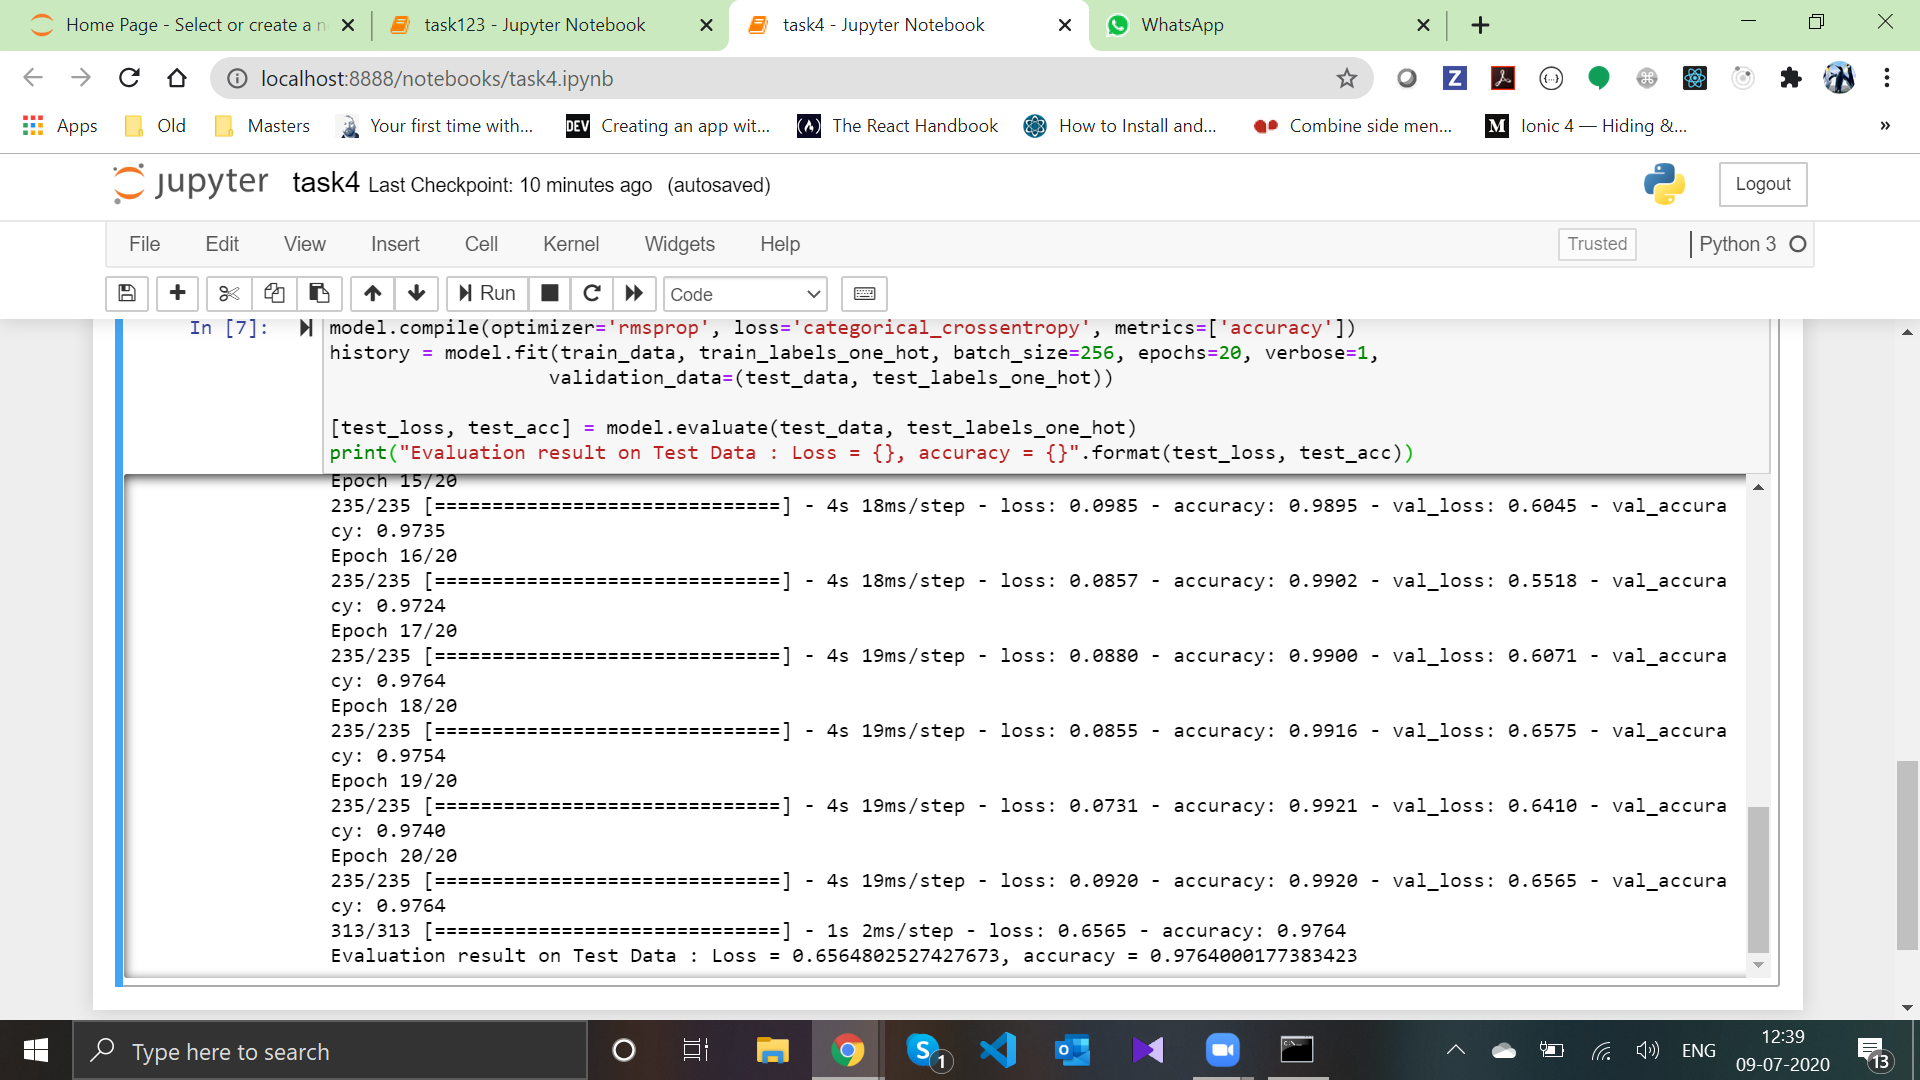 Home Page - Select or create a n
task123 - Jupyter Notebook
task4 - Jupyter Notebook
WhatsApp
localhost:8888/notebooks/task4.ipynb
Apps
Old
Masters
Your first time with...
DEV
Creating an app wit...
The React Handbook
How to Install and...
Combine side men...
M
Ionic 4 — Hiding &...
»
jupyter
task4 Last Checkpoint: 10 minutes ago (autosaved)
Logout
File
Edit
View
Insert
Cell
Kernel
Widgets
Help
Trusted
Python 3
Run
Code
In [7]:
model.compile(optimizer='rmsprop', loss='categorical_crossentropy', metrics=['accuracy'])
history = model.fit(train_data, train_labels_one_hot, batch_size=256, epochs=20, verbose=1,
validation_data=(test_data, test_labels_one_hot))
[test_loss, test_acc] = model.evaluate(test_data, test_labels_one_hot)
print("Evaluation result on Test Data : Loss = {}, accuracy = {}".format(test_loss, test_acc))
Epoch 15/20
235/235 [==============================] - 4s 18ms/step - loss: 0.0985 - accuracy: 0.9895 - val_loss: 0.6045 - val_accura
cy: 0.9735
Epoch 16/20
235/235 [==============================] - 4s 18ms/step - loss: 0.0857 - accuracy: 0.9902 - val_loss: 0.5518 - val_accura
cy: 0.9724
Epoch 17/20
235/235 [==============================] - 4s 19ms/step - loss: 0.0880 - accuracy: 0.9900 - val_loss: 0.6071 - val_accura
cy: 0.9764
Epoch 18/20
235/235 [==============================] - 4s 19ms/step - loss: 0.0855 - accuracy: 0.9916 - val_loss: 0.6575 - val_accura
cy: 0.9754
Epoch 19/20
235/235 [==============================] - 4s 19ms/step - loss: 0.0731 - accuracy: 0.9921 - val_loss: 0.6410 - val_accura
cy: 0.9740
Epoch 20/20
235/235 [==============================] - 4s 19ms/step - loss: 0.0920 - accuracy: 0.9920 - val_loss: 0.6565 - val_accura
cy: 0.9764
313/313 [==============================] - 1s 2ms/step - loss: 0.6565 - accuracy: 0.9764
Evaluation result on Test Data : Loss = 0.6564802527427673, accuracy = 0.9764000177383423
Type here to search
1
ENG
12:39
09-07-2020
13